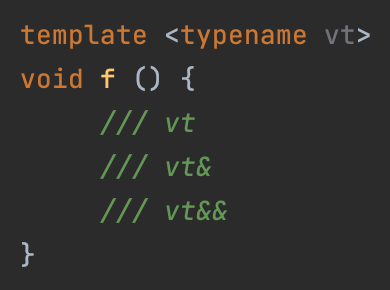 template <typename vt>
void f () {
/// vt
/// vt&
/// vt&&
}